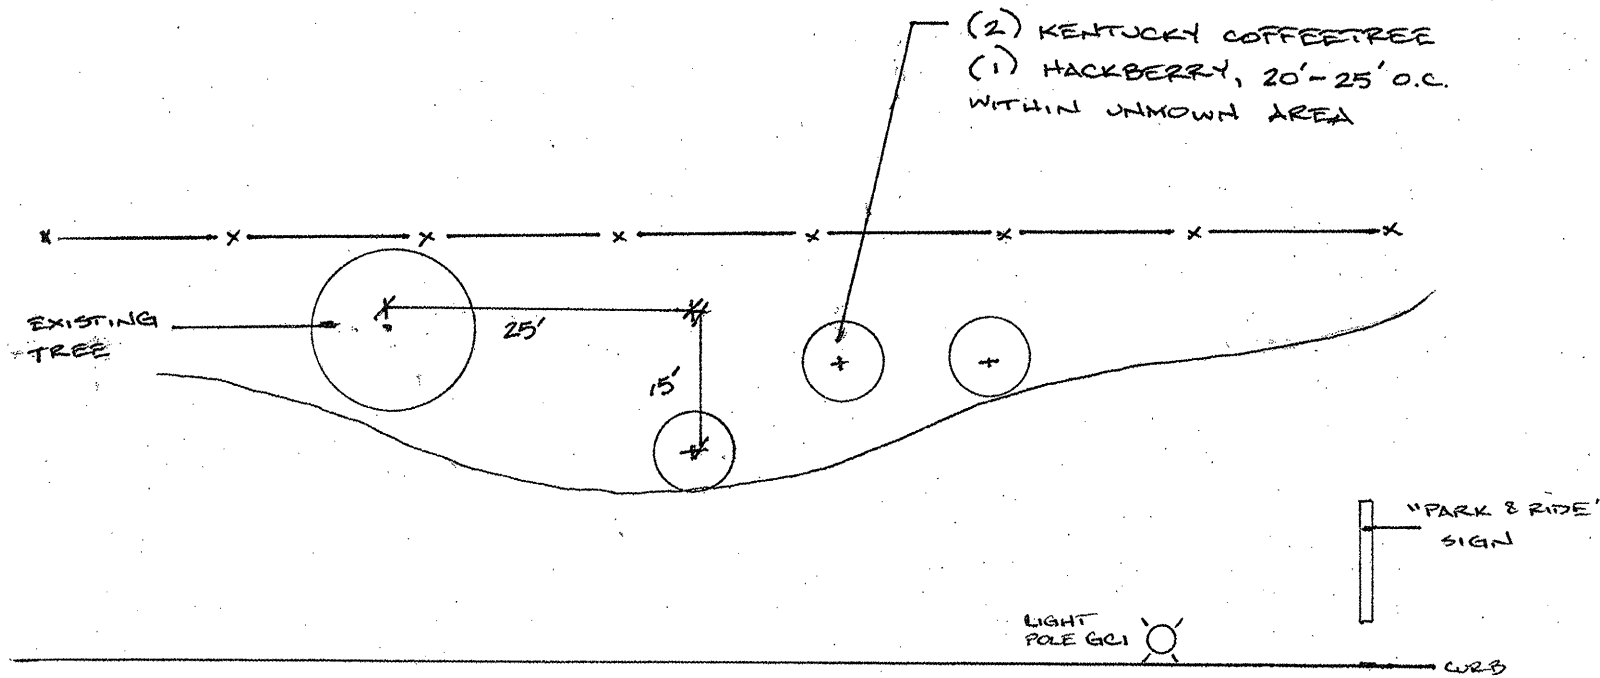 (2) KENTUCKY COFFEETREE
(1) HACKBERRY, 20'-25' O.C.
WITHIN UNMOWN AREA
EXISTING
TREE
25'
15'
"PARK & RIDE'
SIGN
LIGHT
POLE GC1
CURB